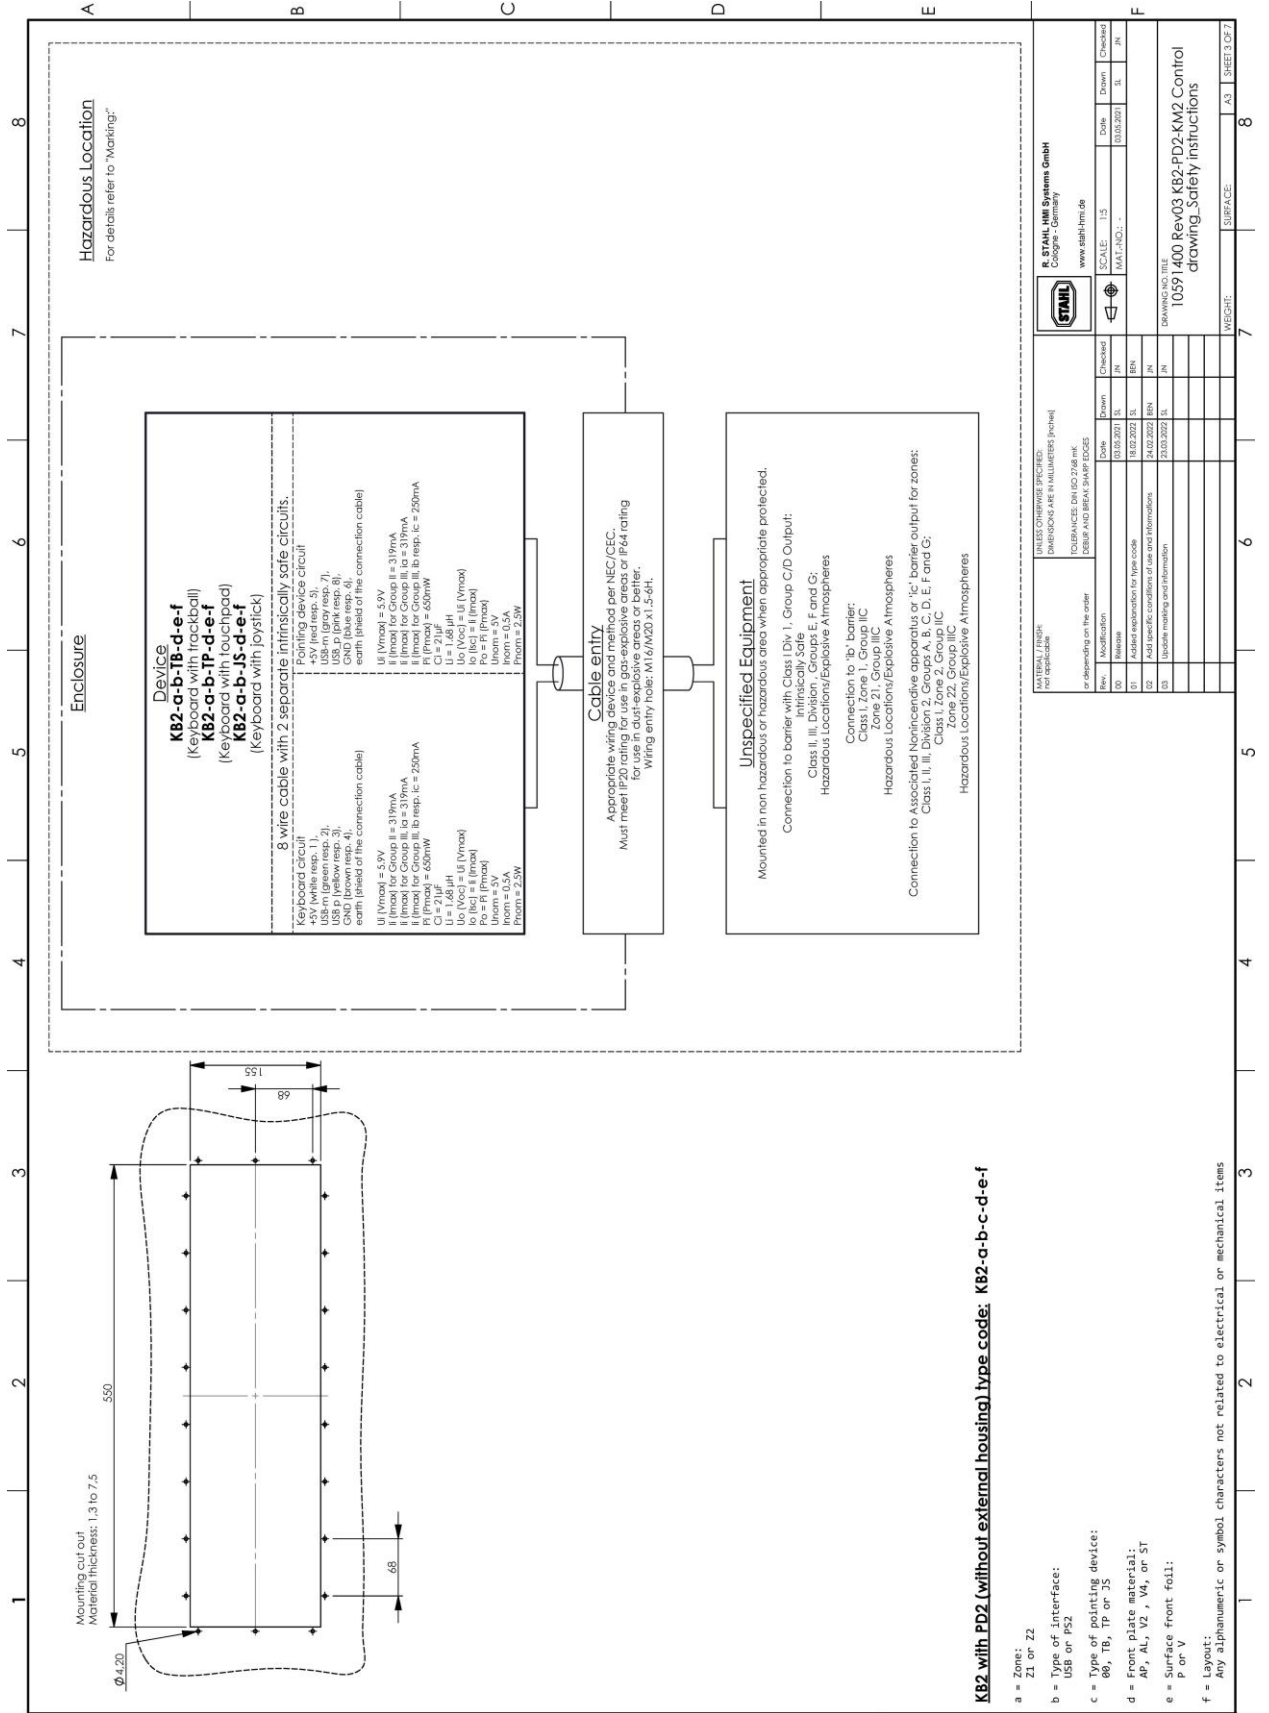 1
2
3
4
5
6
7
8
A
B
C
D
E
F
Mounting cut out
Material thickness: 1,3 to 7,5
Ø4,20
550
68
68
155
Hazardous Location
For details refer to "Marking:"
Enclosure
Device
KB2-a-b-TB-d-e-f
(Keyboard with trackball)
KB2-a-b-TP-d-e-f
(Keyboard with touchpad)
KB2-a-b-JS-d-e-f
(Keyboard with joystick)
8 wire cable with 2 separate intrinsically safe circuits.
Keyboard circuit
+5V (white resp. 1 ),
USB-m (green resp. 2),
USB p (yellow resp. 3),
GND (brown resp. 4),
earth (shield of the connection cable)
Ui (Vmax) = 5.9V
Ii (Imax) for Group II = 319mA
Ii (Imax) for Group III, ia = 319mA
Ii (Imax) for Group III, ib resp. ic = 250mA
Pi (Pmax) = 650mW
Ci = 21µF
Li = 1.68 µH
Uo (Voc) = Ui (Vmax)
Io (Isc) = Ii (Imax)
Po = Pi (Pmax)
Unom = 5V
Inom = 0,5A
Pnom = 2,5W
Pointing device circuit
+5V (red resp. 5),
USB-m (gray resp. 7),
USB_p (pink resp. 8),
GND (blue resp. 6),
earth (shield of the connection cable)
Ui (Vmax) = 5.9V
Ii (Imax) for Group II = 319mA
Ii (Imax) for Group III, ia = 319mA
Ii (Imax) for Group III, ib resp. ic = 250mA
Pi (Pmax) = 650mW
Ci = 21µF
Li = 1.68 µH
Uo (Voc) = Ui (Vmax)
Io (Isc) = Ii (Imax)
Po = Pi (Pmax)
Unom = 5V
Inom = 0,5A
Pnom = 2,5W
Cable entry
Appropriate wiring device and method per NEC/CEC.
Must meet IP20 rating for use in gas-explosive areas or IP64 rating
for use in dust-explosive areas or better.
Wiring entry hole: M16/M20 x1.5-6H.
Unspecified Equipment
Mounted in non hazardous or hazardous area when appropriate protected.
Connection to barrier with Class I Div 1, Group C/D Output:
Intrinsically Safe
Class II, III, Division , Groups E, F and G:
Hazardous Locations/Explosive Atmospheres
Connection to 'ib' barrier:
Class I, Zone 1, Group IIC
Zone 21, Group IIIC
Hazardous Locations/Explosive Atmospheres
Connection to Associated Nonincendive apparatus or 'ic' barrier output for zones:
Class I, II, III, Division 2, Groups A, B, C, D, E, F and G:
Class I, Zone 2, Group IIC
Zone 22, Group IIIC
Hazardous Locations/Explosive Atmospheres
KB2 with PD2 (without external housing) type code: KB2-a-b-c-d-e-f
a = Zone:
Z1 or Z2
b = Type of interface:
USB or PS2
c = Type of pointing device:
00, TB, TP or JS
d = Front plate material:
AP, AL, V2 , V4, or ST
e = Surface front foil:
P or V
f = Layout:
Any alphanumeric or symbol characters not related to electrical or mechanical items
MATERIAL / FINISH:
not applicable
or depending on the order
UNLESS OTHERWISE SPECIFIED:
DIMENSIONS ARE IN MILLIMETERS [inches]
TOLERANCES: DIN ISO 2768 mK
DEBUR AND BREAK SHARP EDGES
STAHL
R. STAHL HMI Systems GmbH
Cologne - Germany
www.stahl-hmi.de
Rev. Modification Date Drawn Checked
00 Release 03.05.2021 SL JN
01 Added explanation for type code 18.02.2022 SL BEN
02 Add specific conditions of use and informations 24.02.2022 BEN JN
03 Update marking and information 23.03.2022 SL JN
SCALE: 1:5 Date Drawn Checked
MAT.-NO.: - 03.05.2021 SL JN
DRAWING NO. TITLE
10591400 Rev03 KB2-PD2-KM2 Control
drawing_Safety instructions
WEIGHT: SURFACE: A3 SHEET 3 OF 7
1
2
3
4
5
6
7
8